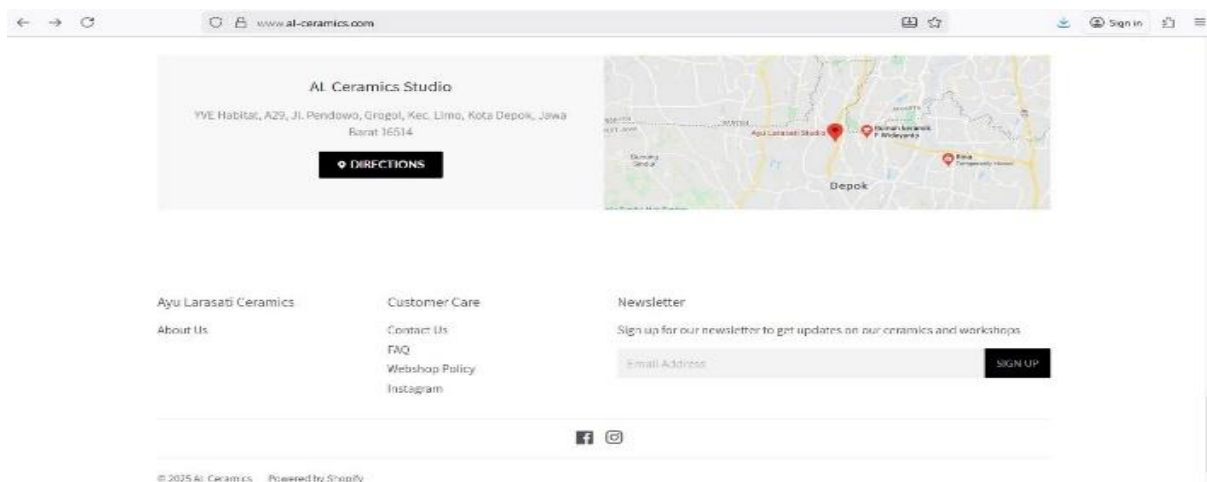 www.al-ceramics.com
Sign in
AL Ceramics Studio
YVE Habitat, A29, Jl. Pendowo, Grogol, Kec. Limo, Kota Depok, Jawa
Barat 16514
DIRECTIONS
Ayu Larasati Studio
Rumah keramik
F. Widayanto
Depok
Ayu Larasati Ceramics
About Us
Customer Care
Contact Us
FAQ
Webshop Policy
Instagram
Newsletter
Sign up for our newsletter to get updates on our ceramics and workshops
Email Address
SIGN UP
© 2025 AL Ceramics Powered by Shopify